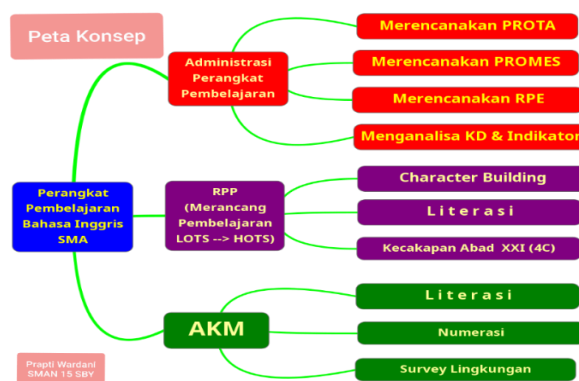 Peta Konsep
Administrasi
Perangkat
Pembelajaran
Merencanakan PROTA
Merencanakan PROMES
Merencanakan RPE
Menganalisa KD & Indikator
Perangkat
Pembelajaran
Bahasa Inggris
SMA
RPP
(Merancang
Pembelajaran
LOTS --> HOTS)
Character Building
L i t e r a s i
Kecakapan Abad XXI (4C)
AKM
L i t e r a s i
Numerasi
Survey Lingkungan
Prapti Wardani
SMAN 15 SBY